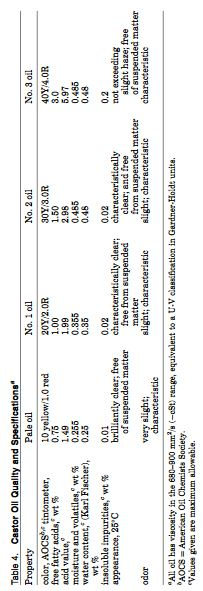 Table 4. Castor Oil Quality and Specificationsᵃ
Property Pale oil No. 1 oil No. 2 oil No. 3 oil
color, AOCSᵇ,ᶜ tintometer, 10 yellow/1.0 red 20Y/2.0R 30Y/3.0R 40Y/4.0R
free fatty acids,ᶜ wt % 0.75 1.00 1.50 3.0
acid value,ᶜ 1.49 1.99 2.98 5.97
moisture and volatiles,ᶜ wt % 0.255 0.355 0.485 0.485
water content,ᶜ (Karl Fischer), 0.25 0.35 0.48 0.48
wt %
insoluble impurities,ᶜ wt % 0.01 0.02 0.02 0.2
appearance, 25°C brilliantly clear; free characteristically clear; characteristically not exceeding
of suspended matter free from suspended clear; and free slight haze; free
matter from suspended matter of suspended matter
odor very slight; slight; characteristic slight; characteristic characteristic
characteristic
ᵃAll oil has viscosity in the 680–900 mm²/s (=cSt) range, equivalent to a U-V classification in Gardner-Holdt units.
ᵇAOCS = American Oil Chemists Society.
ᶜValues given are maximum allowable.